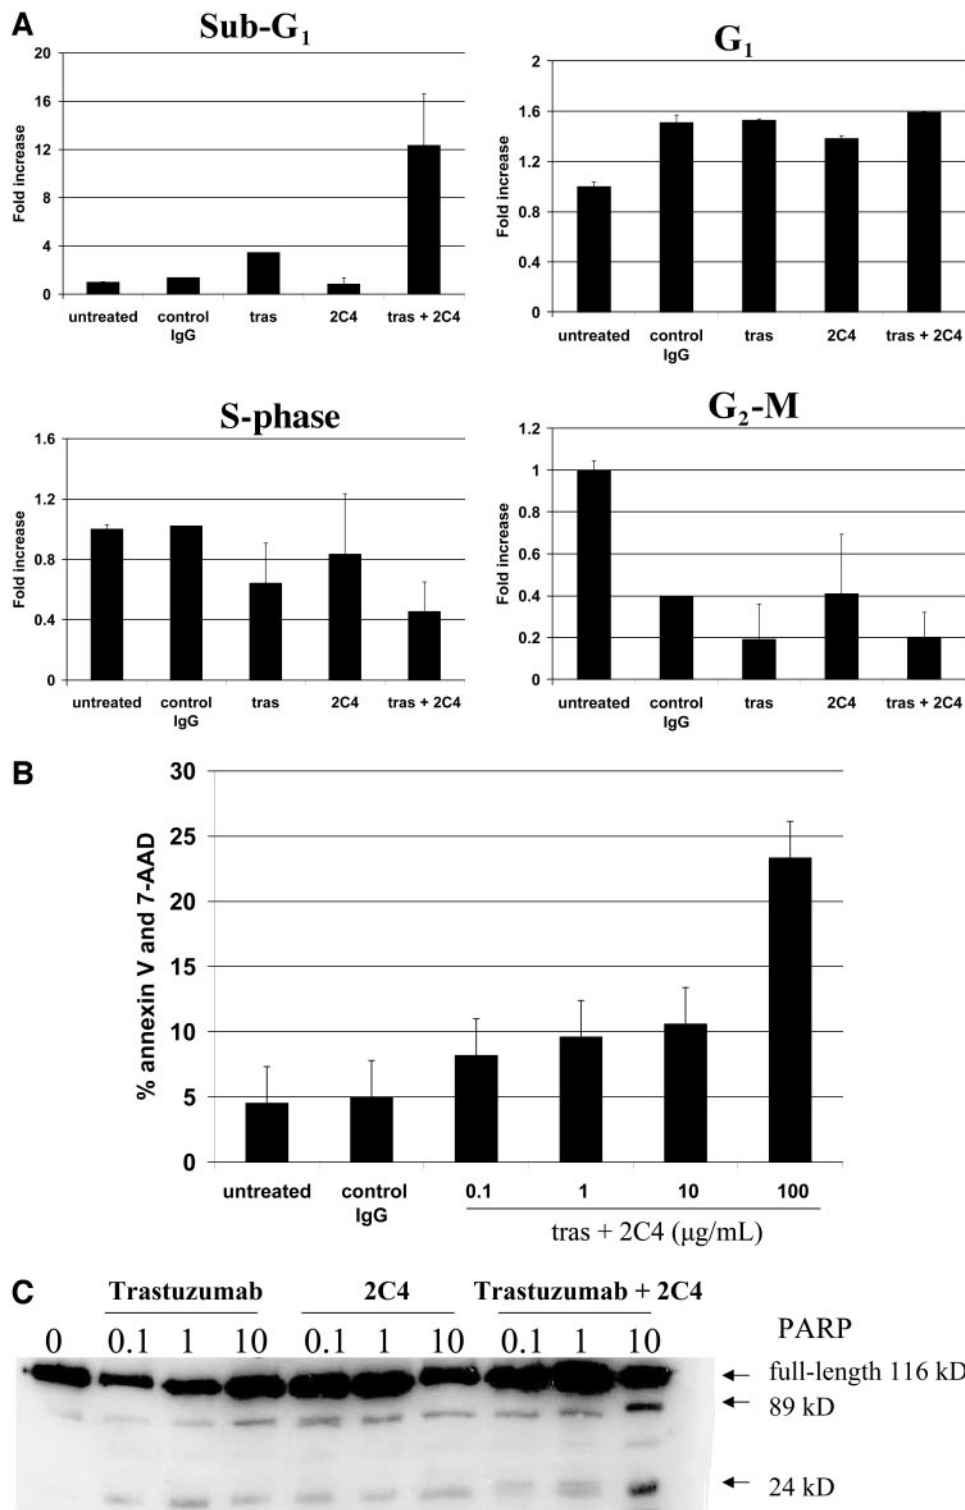 A
Sub-G1
Fold increase
20
16
12
8
4
0
untreated
control
IgG
tras
2C4
tras + 2C4
G1
Fold increase
2
1.6
1.2
0.8
0.4
0
untreated
control
IgG
tras
2C4
tras + 2C4
S-phase
Fold increase
1.6
1.2
0.8
0.4
0
untreated
control
IgG
tras
2C4
tras + 2C4
G2-M
Fold increase
1.2
1
0.8
0.6
0.4
0.2
0
untreated
control
IgG
tras
2C4
tras + 2C4
B
% annexin V and 7-AAD
30
25
20
15
10
5
0
untreated
control
IgG
0.1
1
10
100
tras + 2C4 (µg/mL)
C
Trastuzumab
2C4
Trastuzumab + 2C4
0 0.1 1 10 0.1 1 10 0.1 1 10
PARP
full-length 116 kD
89 kD
24 kD